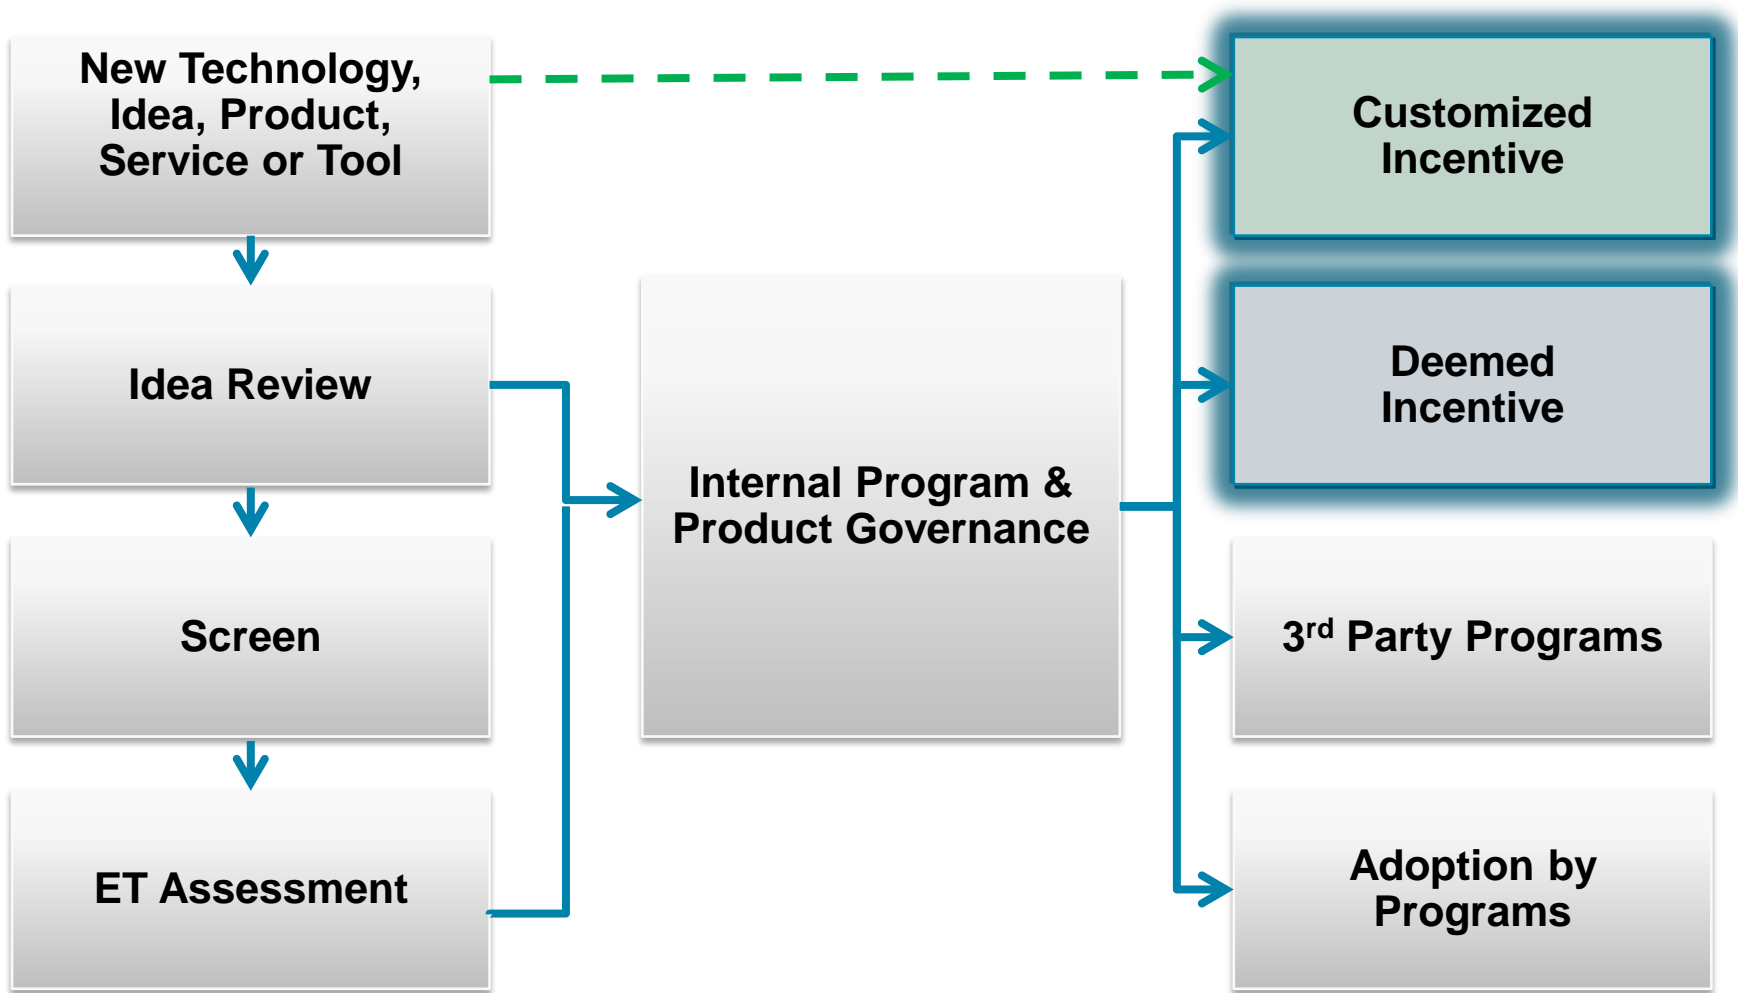 New Technology,
Idea, Product,
Service or Tool
Idea Review
Screen
ET Assessment
Internal Program &
Product Governance
Customized
Incentive
Deemed
Incentive
3rd Party Programs
Adoption by
Programs